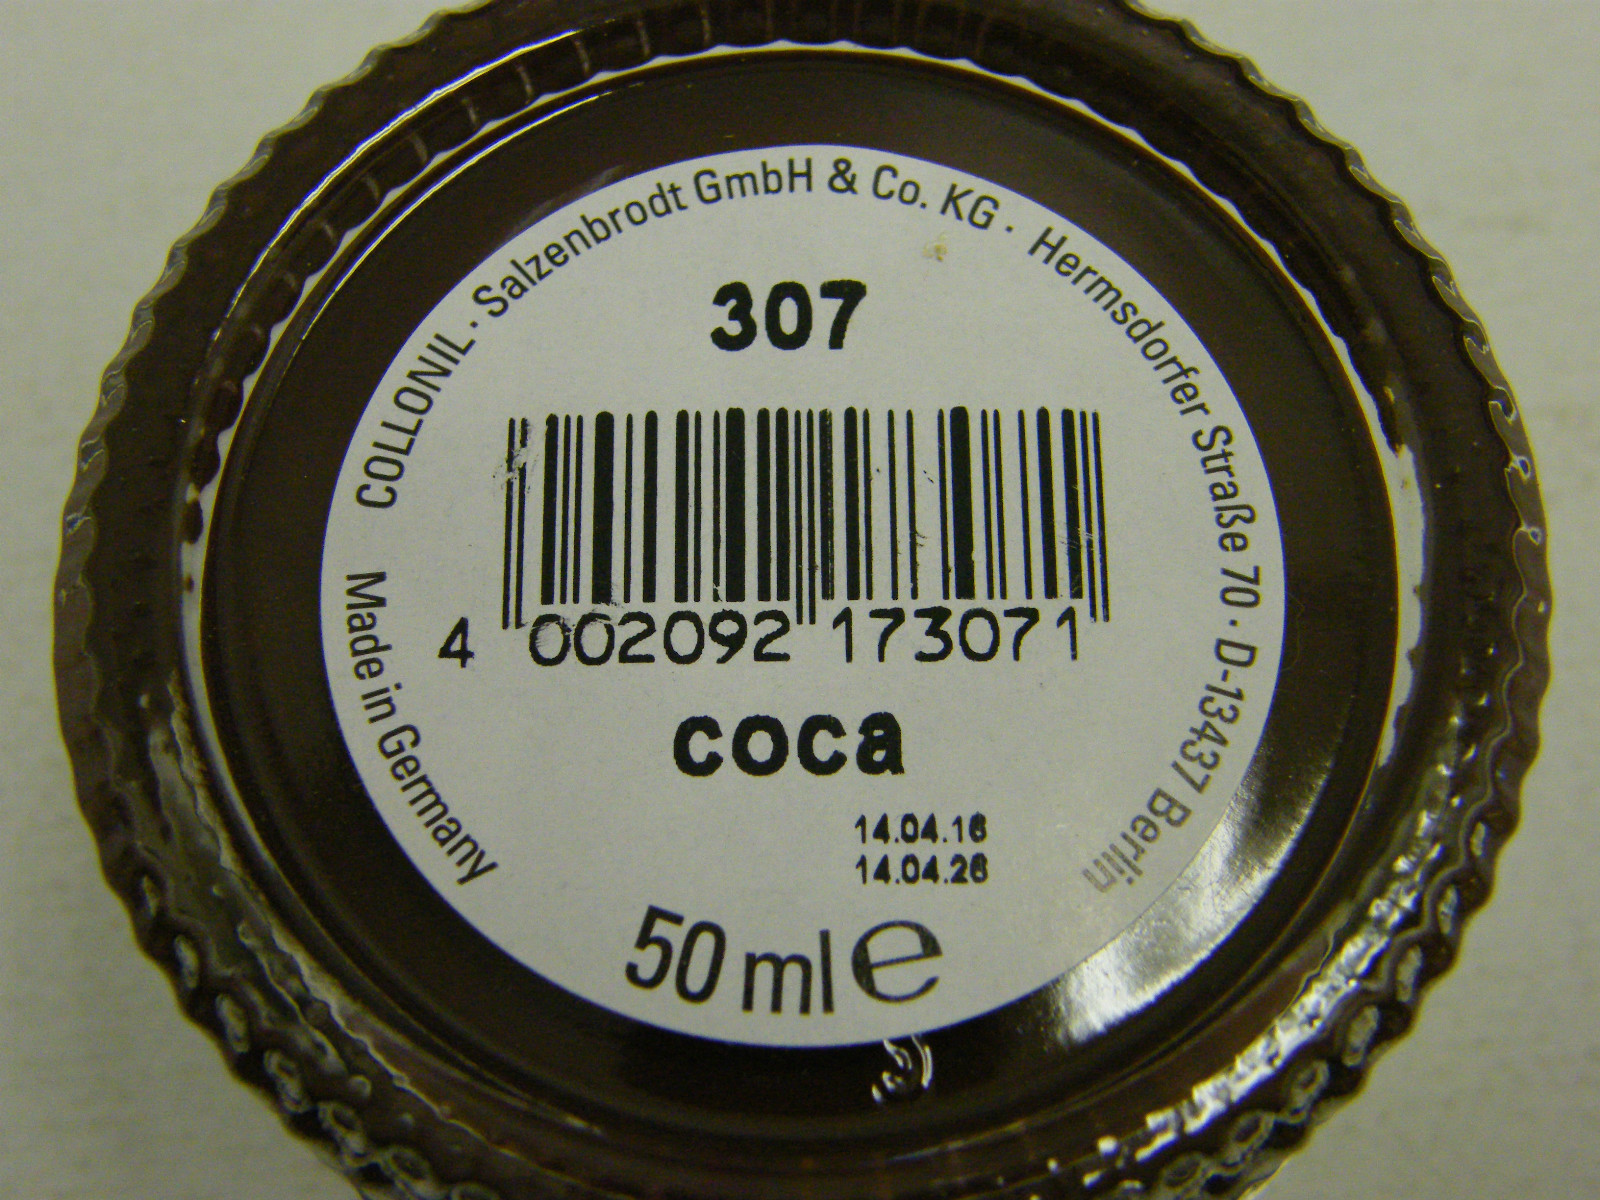 COLLONIL · Salzenbrodt GmbH & Co. KG · Hermsdorfer Straße 70 · D-13437 Berlin
307
4 002092 173071
coca
14.04.16
14.04.26
50 ml e
Made in Germany